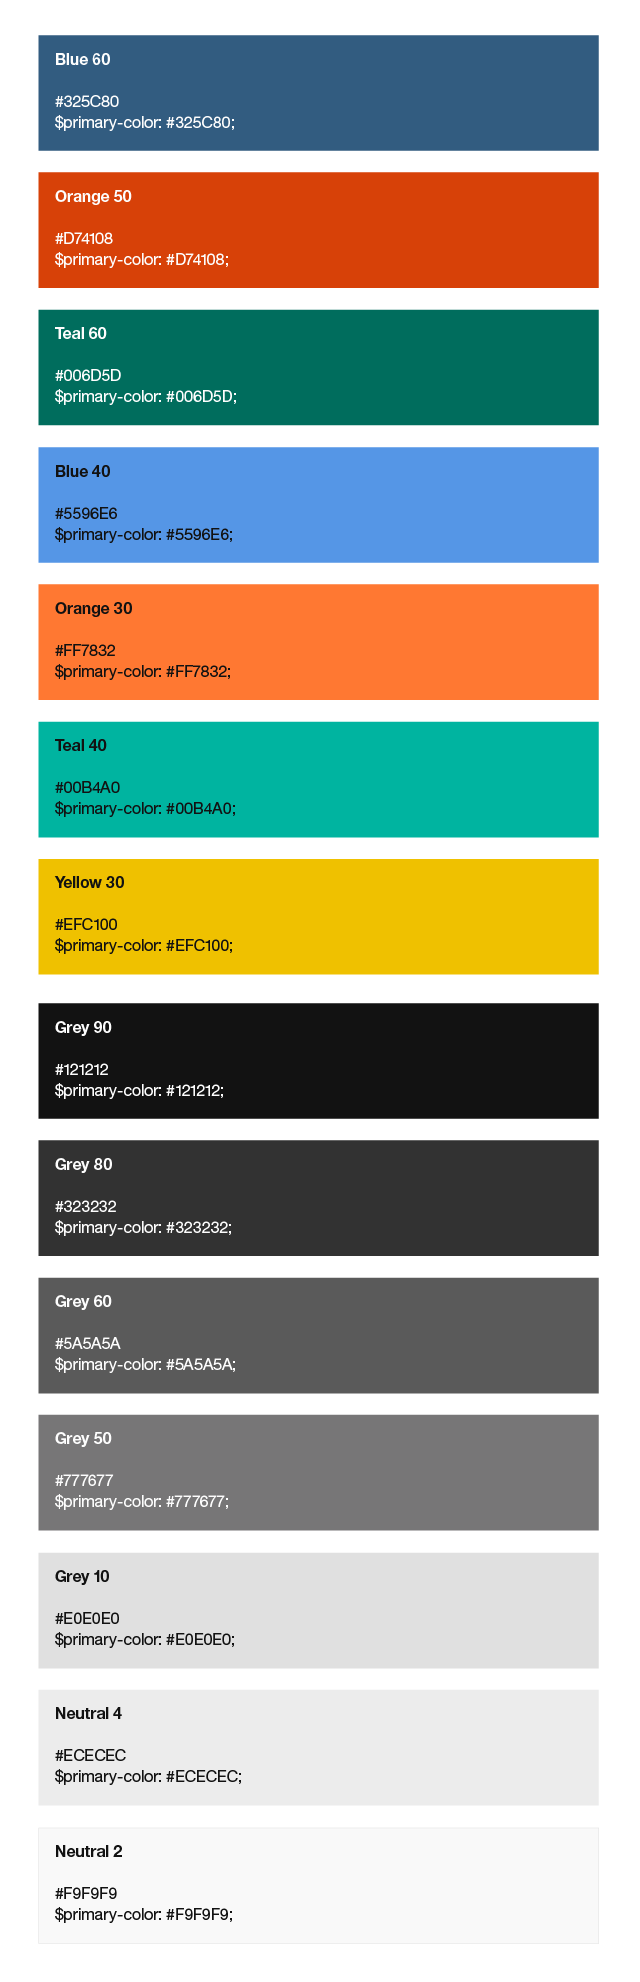 Blue 60
#325C80
$primary-color: #325C80;
Orange 50
#D74108
$primary-color: #D74108;
Teal 60
#006D5D
$primary-color: #006D5D;
Blue 40
#5596E6
$primary-color: #5596E6;
Orange 30
#FF7832
$primary-color: #FF7832;
Teal 40
#00B4A0
$primary-color: #00B4A0;
Yellow 30
#EFC100
$primary-color: #EFC100;
Grey 90
#121212
$primary-color: #121212;
Grey 80
#323232
$primary-color: #323232;
Grey 60
#5A5A5A
$primary-color: #5A5A5A;
Grey 50
#777677
$primary-color: #777677;
Grey 10
#E0E0E0
$primary-color: #E0E0E0;
Neutral 4
#ECECEC
$primary-color: #ECECEC;
Neutral 2
#F9F9F9
$primary-color: #F9F9F9;